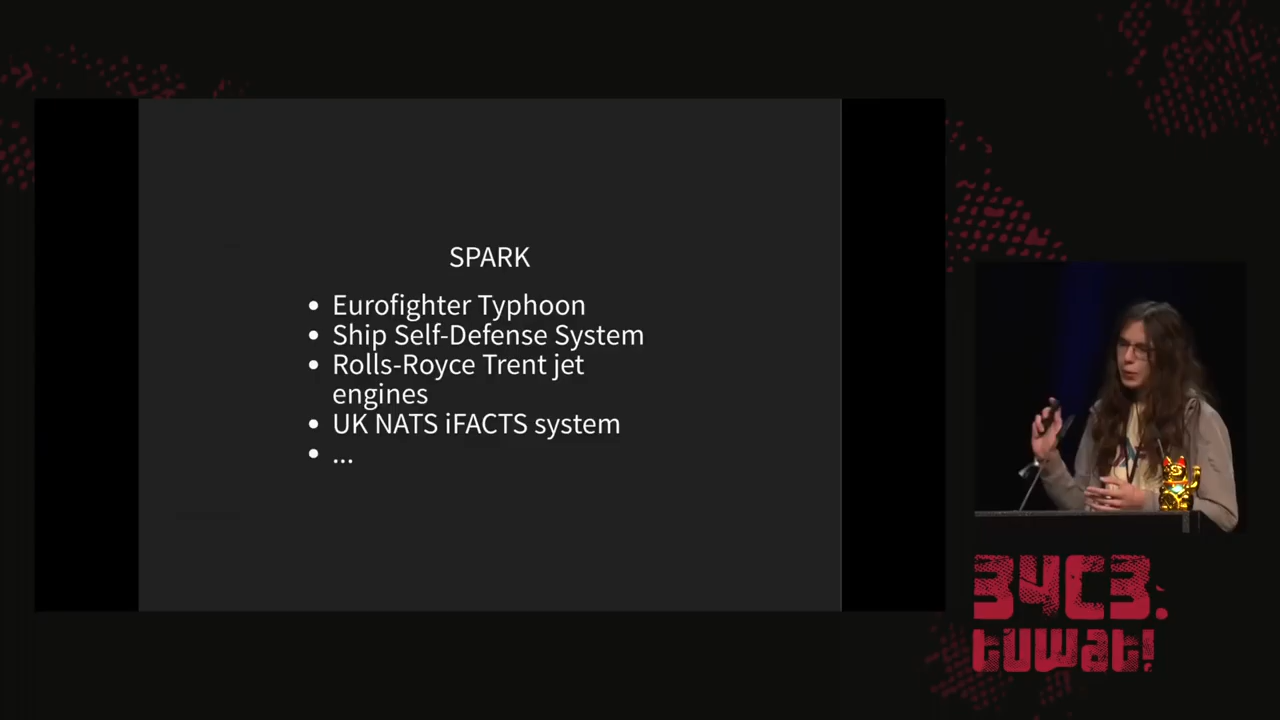 SPARK
• Eurofighter Typhoon
• Ship Self-Defense System
• Rolls-Royce Trent jet
engines
• UK NATS iFACTS system
• ...
34C3.
tuwat!